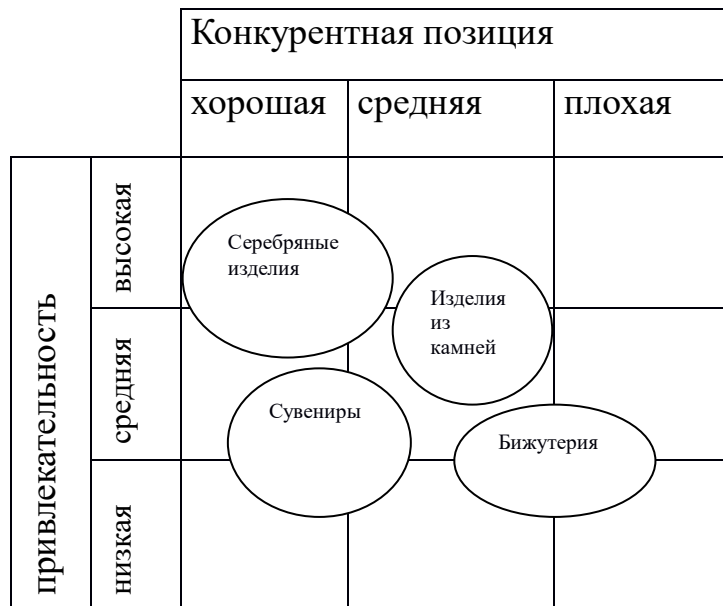 Конкурентная позиция
хорошая
средняя
плохая
привлекательность
высокая
Серебряные
изделия
Изделия
из
камней
средняя
Сувениры
Бижутерия
низкая